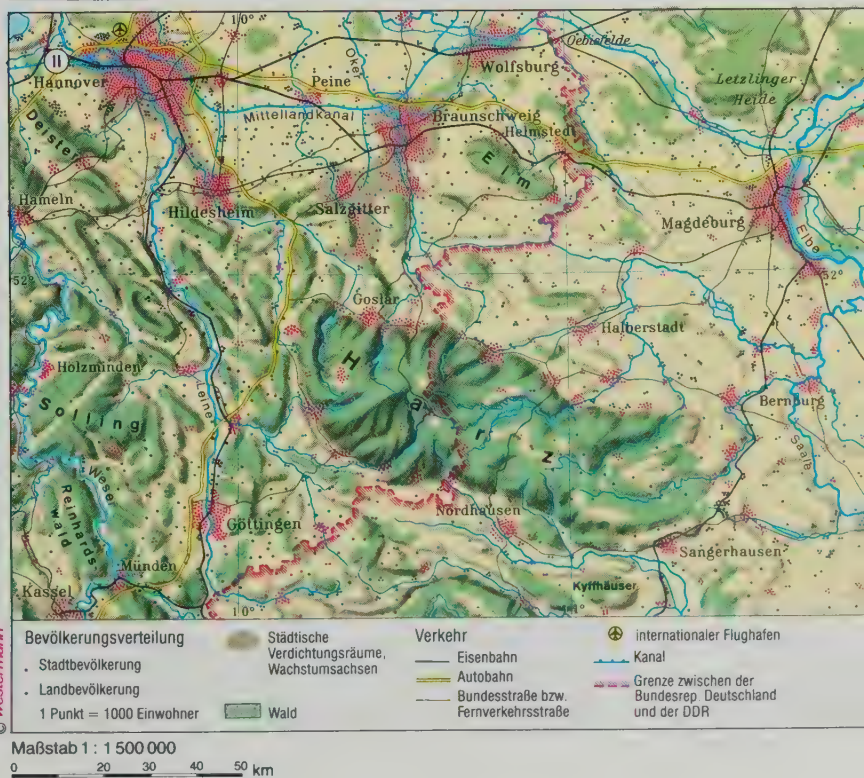 10°
II
Hannover
Peine
Oker
Wolfsburg
Oebisfelde
Letzlinger
Heide
Mittellandkanal
Braunschweig
Helmstedt
Deister
Elm
Hameln
Hildesheim
Salzgitter
Magdeburg
Elbe
52°
52°
Goslar
Halberstadt
Holzminden
Harz
Leine
Solling
Bernburg
Saale
Weser
Reinhards-
wald
Göttingen
Nordhausen
Sangerhausen
Münden
Kyffhäuser
Kassel
10°
Bevölkerungsverteilung
Stadtbevölkerung
Landbevölkerung
1 Punkt = 1000 Einwohner
Städtische
Verdichtungsräume,
Wachstumsachsen
Wald
Verkehr
Eisenbahn
Autobahn
Bundesstraße bzw.
Fernverkehrsstraße
internationaler Flughafen
Kanal
Grenze zwischen der
Bundesrep Deutschland
und der DDR
© westermann
Maßstab 1 : 1 500 000
0 20 30 40 50 km